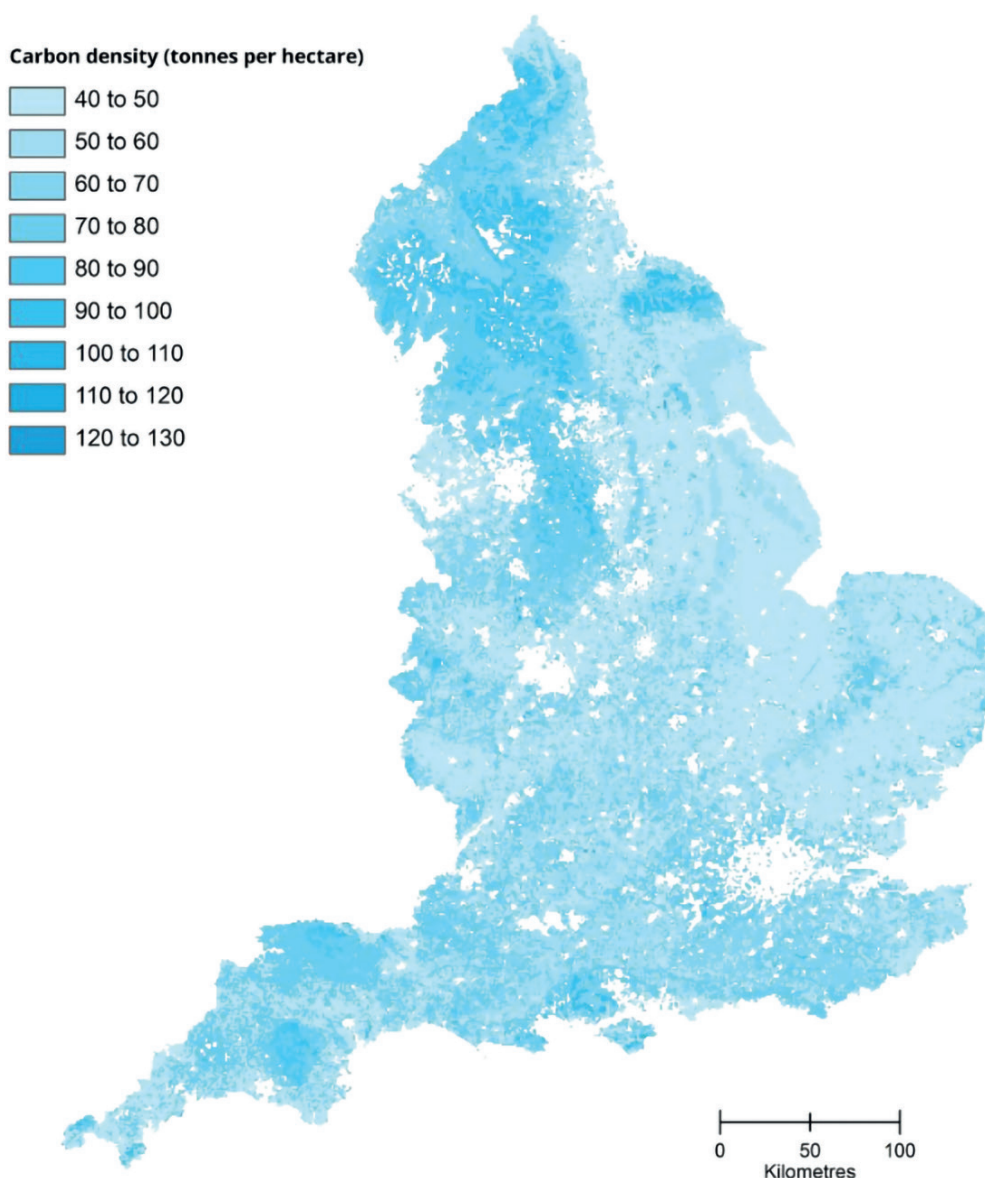 Carbon density (tonnes per hectare)
40 to 50
50 to 60
60 to 70
70 to 80
80 to 90
90 to 100
100 to 110
110 to 120
120 to 130
0 50 100
Kilometres